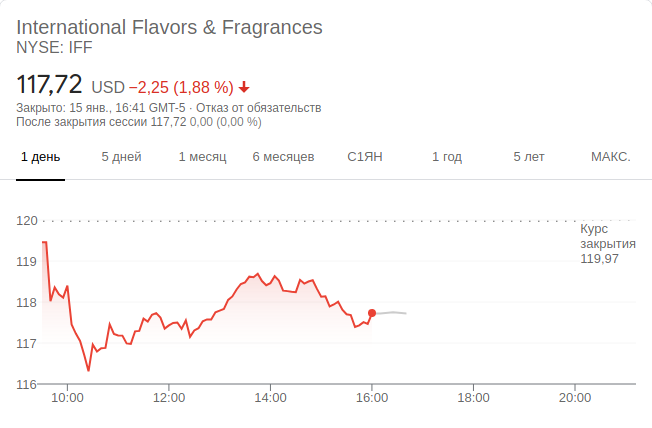 International Flavors & Fragrances
NYSE: IFF
117,72 USD −2,25 (1,88 %)
Закрыто: 15 янв., 16:41 GMT-5 · Отказ от обязательств
После закрытия сессии 117,72 0,00 (0,00 %)
1 день 5 дней 1 месяц 6 месяцев С1ЯН 1 год 5 лет МАКС.
120
Курс
закрытия
119,97
119
118
117
116
10:00 12:00 14:00 16:00 18:00 20:00